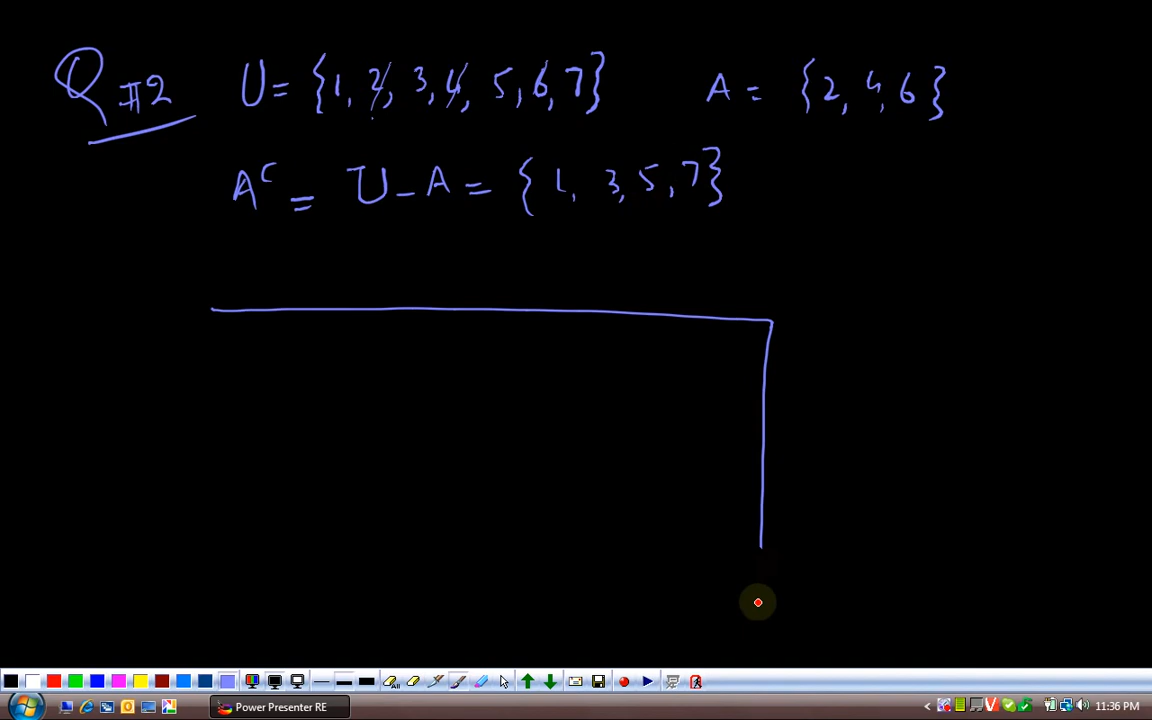 Q #2 U = {1, 2, 3, 4, 5, 6, 7} A = {2, 4, 6}
Aᶜ = U - A = {1, 3, 5, 7}
Power Presenter RE
11:36 PM